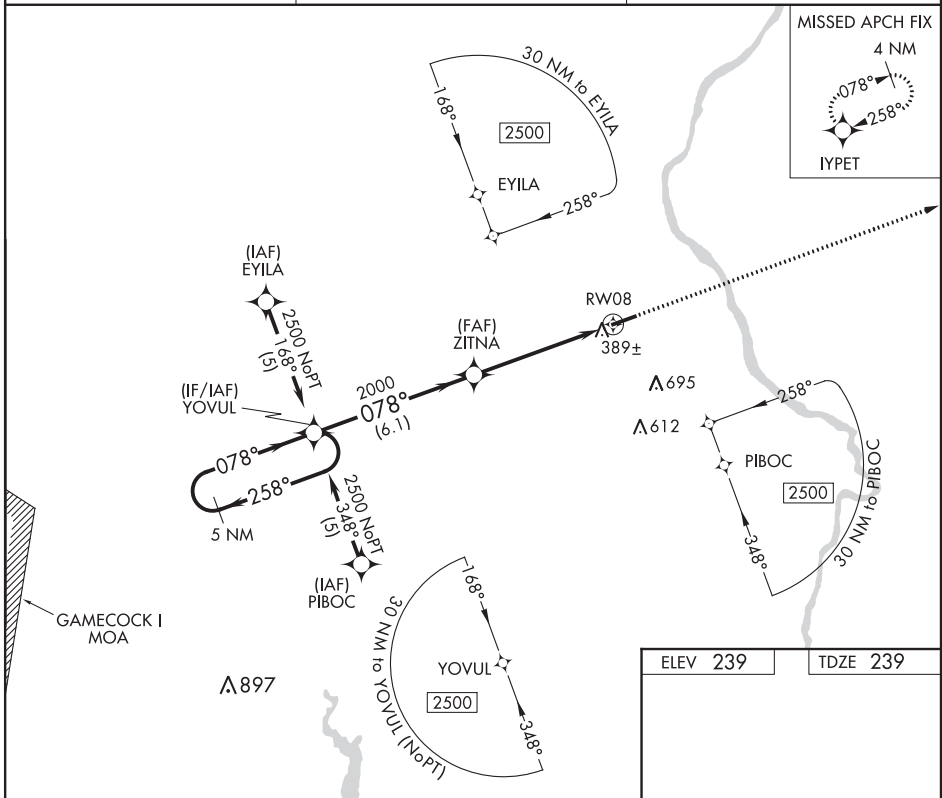 MISSED APCH FIX
4 NM
078°
258°
IYPET
30 NM to EYILA
168°
2500
EYILA
258°
(IAF)
EYILA
2500 NoPT
168°
(5)
RW08
389±
(FAF)
ZITNA
(IF/IAF)
YOVUL
2000
078°
(6.1)
695
612
258°
PIBOC
2500
348°
30 NM to PIBOC
078°
258°
5 NM
2500 NoPT
348°
(5)
(IAF)
PIBOC
GAMECOCK I
MOA
897
168°
30 NM to YOVUL (NoPT)
YOVUL
2500
348°
ELEV 239
TDZE 239